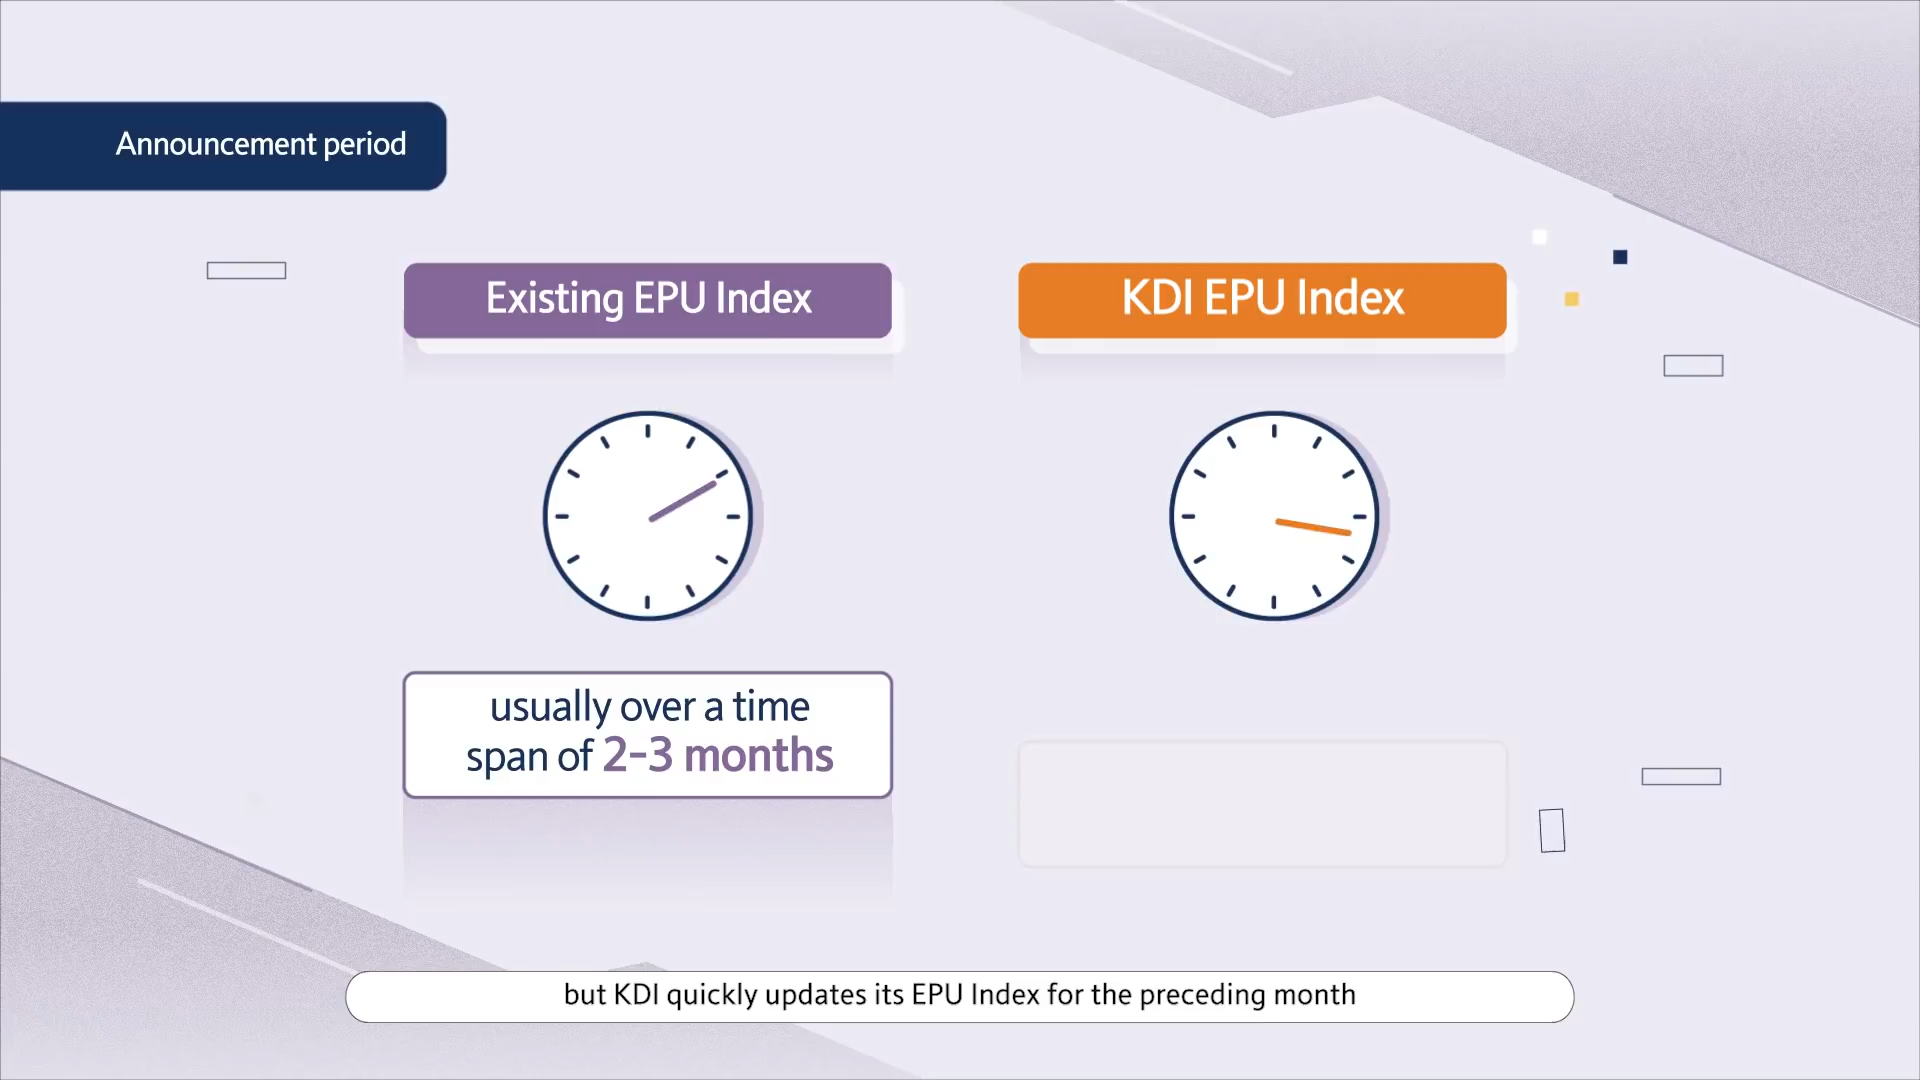 Announcement period
Existing EPU Index
KDI EPU Index
usually over a time
span of 2-3 months
but KDI quickly updates its EPU Index for the preceding month